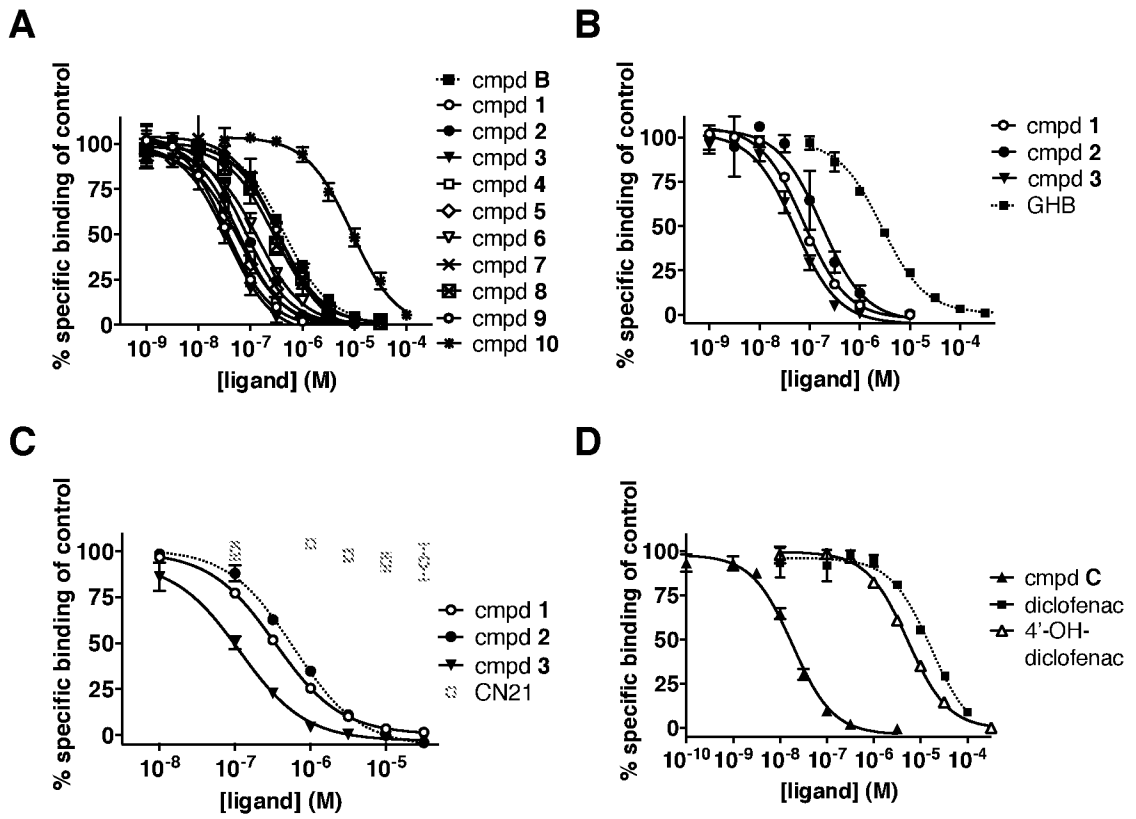 A
% specific binding of control
100
75
50
25
0
10-9 10-8 10-7 10-6 10-5 10-4
[ligand] (M)
cmpd B
cmpd 1
cmpd 2
cmpd 3
cmpd 4
cmpd 5
cmpd 6
cmpd 7
cmpd 8
cmpd 9
cmpd 10
B
% specific binding of control
100
75
50
25
0
10-9 10-8 10-7 10-6 10-5 10-4
[ligand] (M)
cmpd 1
cmpd 2
cmpd 3
GHB
C
% specific binding of control
100
75
50
25
0
10-8 10-7 10-6 10-5
[ligand] (M)
cmpd 1
cmpd 2
cmpd 3
CN21
D
% specific binding of control
100
75
50
25
0
10-10 10-9 10-8 10-7 10-6 10-5 10-4
[ligand] (M)
cmpd C
diclofenac
4'-OH-
diclofenac